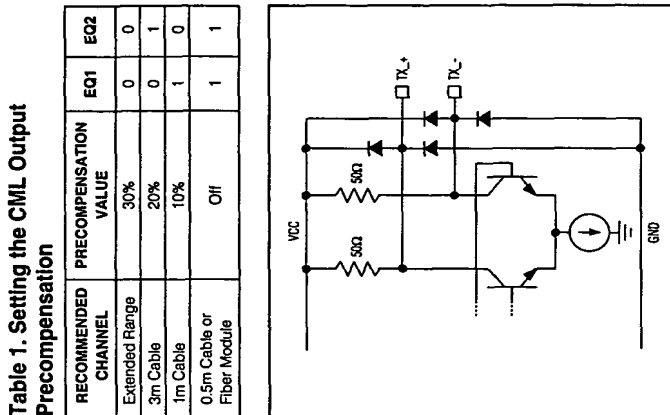 Table 1. Setting the CML Output
Precompensation
RECOMMENDED CHANNEL PRECOMPENSATION VALUE EQ1 EQ2
Extended Range 30% 0 0
3m Cable 20% 0 1
1m Cable 10% 1 0
0.5m Cable or Fiber Module Off 1 1
VCC
50Ω 50Ω
TX_+
TX_-
GND